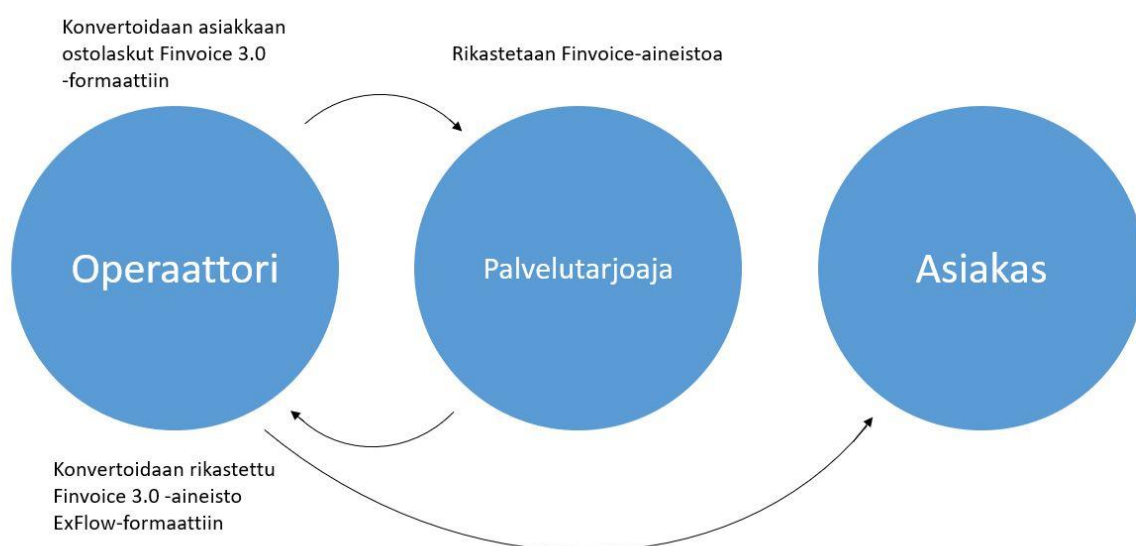 Konvertoidaan asiakkaan
ostolaskut Finvoice 3.0
-formaattiin
Rikastetaan Finvoice-aineistoa
Operaattori
Palvelutarjoaja
Asiakas
Konvertoidaan rikastettu
Finvoice 3.0 -aineisto
ExFlow-formaattiin